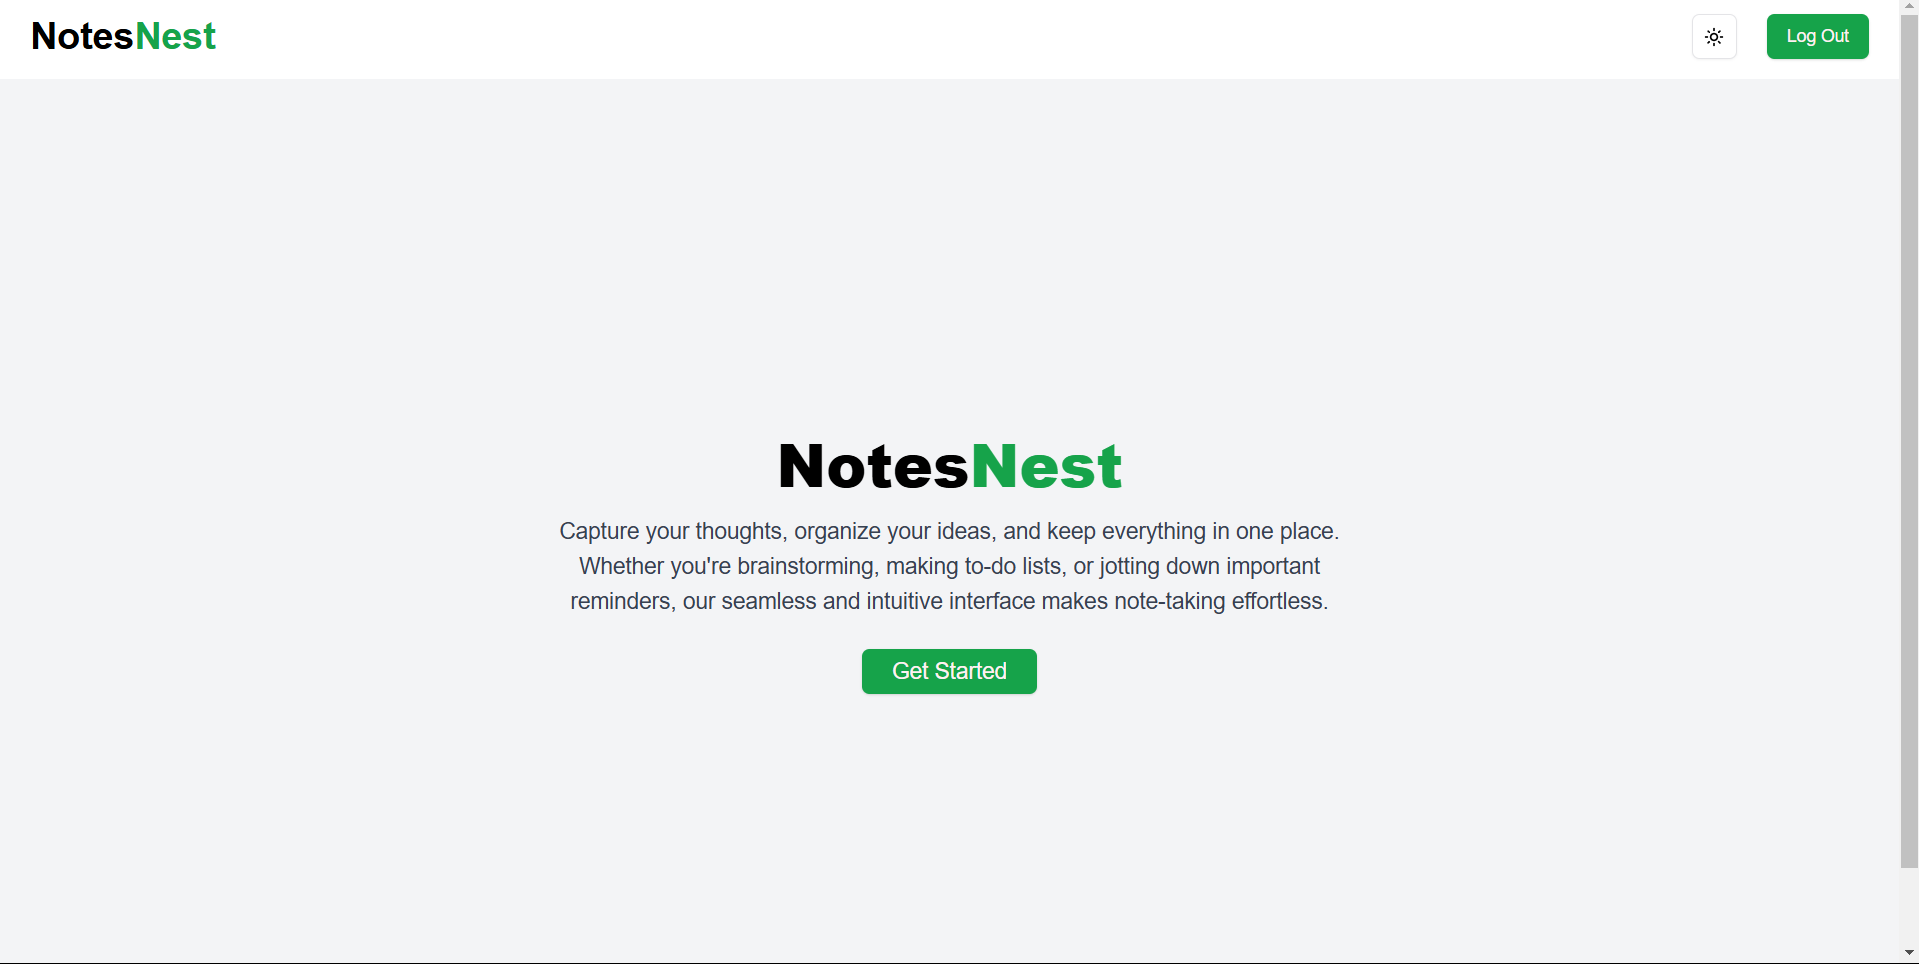 NotesNest
Log Out
NotesNest
Capture your thoughts, organize your ideas, and keep everything in one place.
Whether you're brainstorming, making to-do lists, or jotting down important
reminders, our seamless and intuitive interface makes note-taking effortless.
Get Started